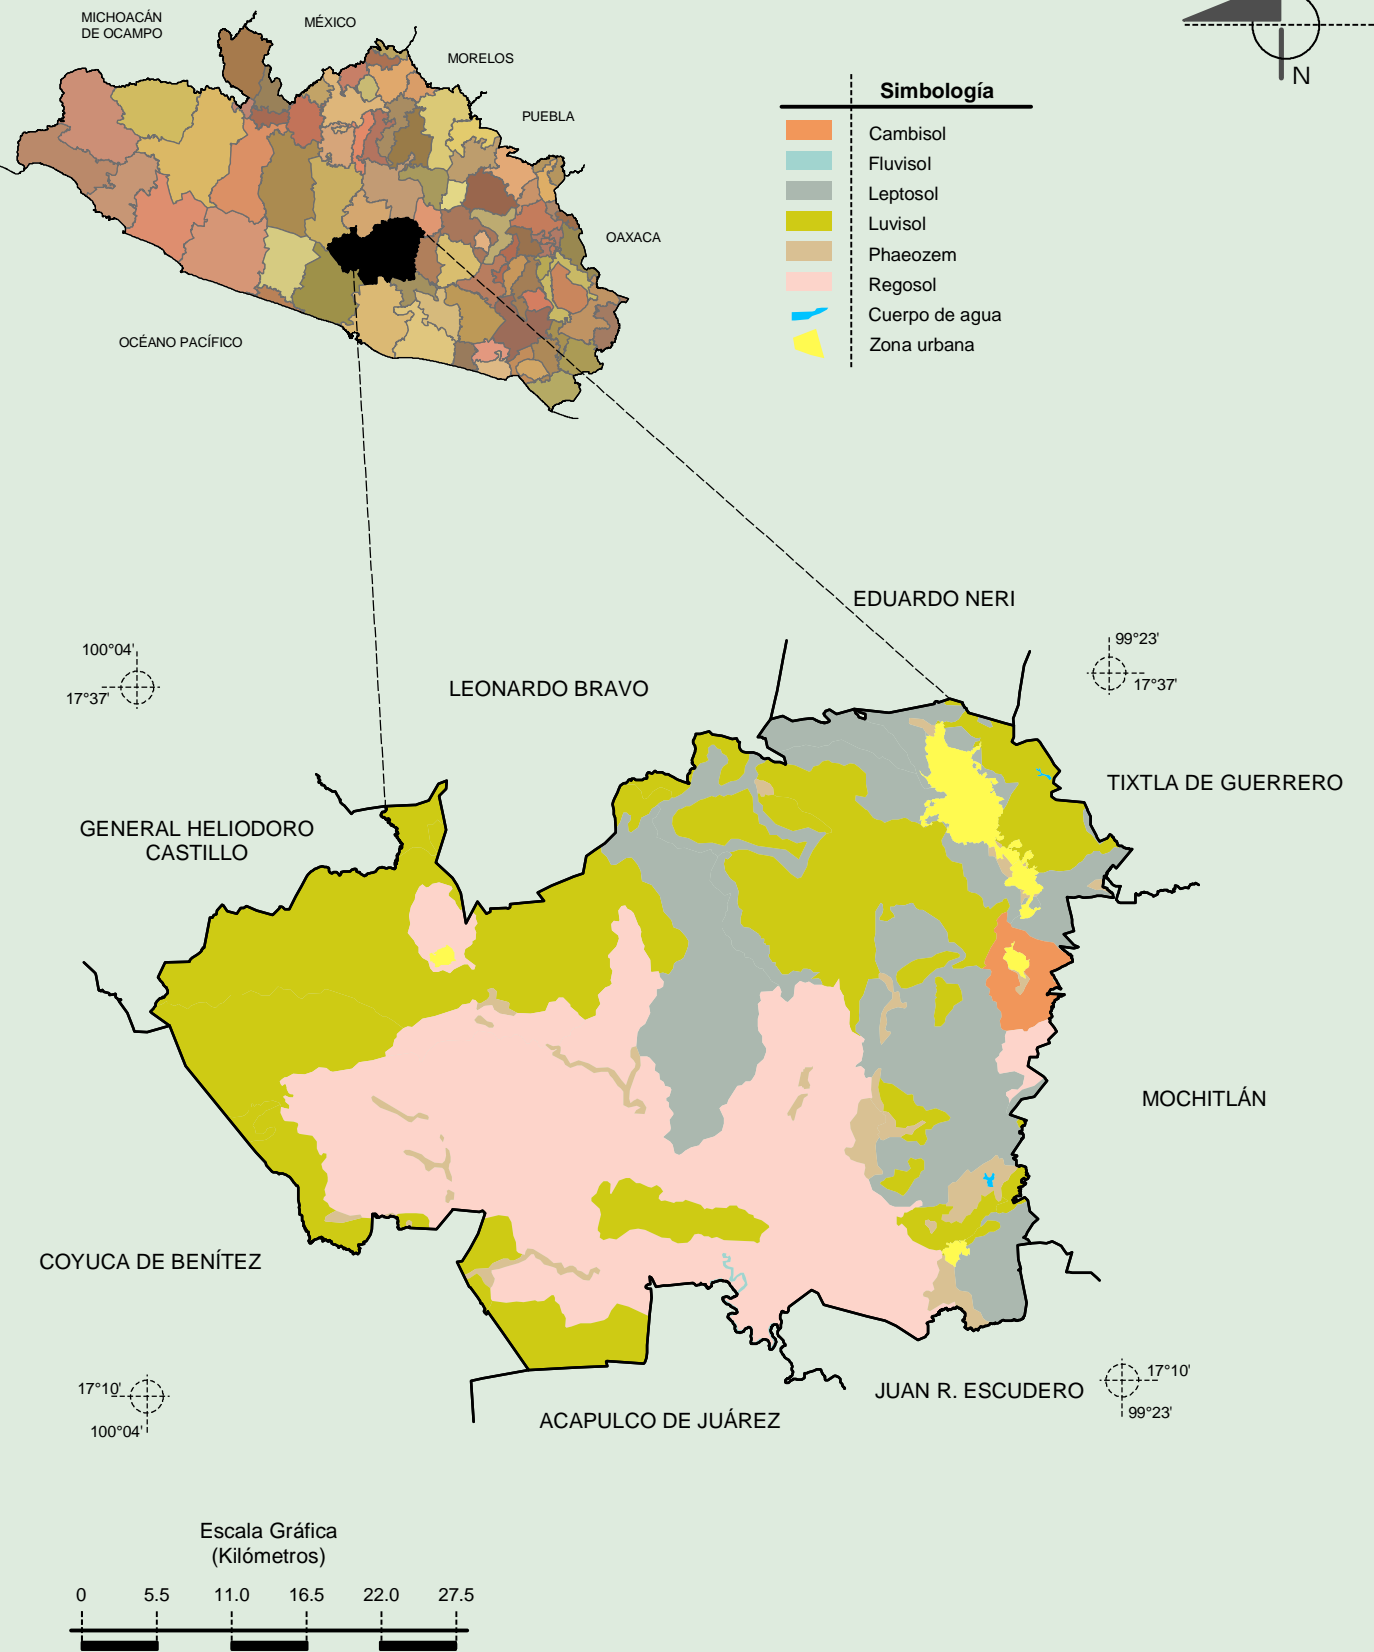 MICHOACÁN
DE OCAMPO
MÉXICO
MORELOS
PUEBLA
OAXACA
OCÉANO PACÍFICO
N
Simbología
Cambisol
Fluvisol
Leptosol
Luvisol
Phaeozem
Regosol
Cuerpo de agua
Zona urbana
EDUARDO NERI
100°04'
17°37'
99°23'
17°37'
LEONARDO BRAVO
TIXTLA DE GUERRERO
GENERAL HELIODORO
CASTILLO
MOCHITLÁN
COYUCA DE BENÍTEZ
17°10'
100°04'
17°10'
99°23'
JUAN R. ESCUDERO
ACAPULCO DE JUÁREZ
Escala Gráfica
(Kilómetros)
0 5.5 11.0 16.5 22.0 27.5